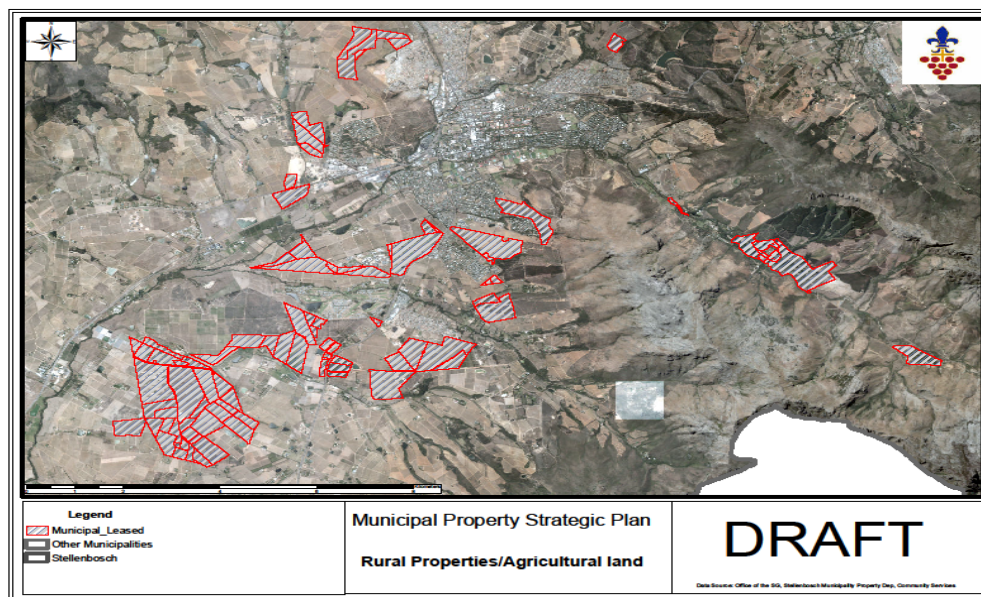 Legend
Municipal_Leased
Other Municipalities
Stellenbosch
Municipal Property Strategic Plan
Rural Properties/Agricultural land
DRAFT
Data Source: Office of the SG, Stellenbosch Municipality Property Dep, Community Services